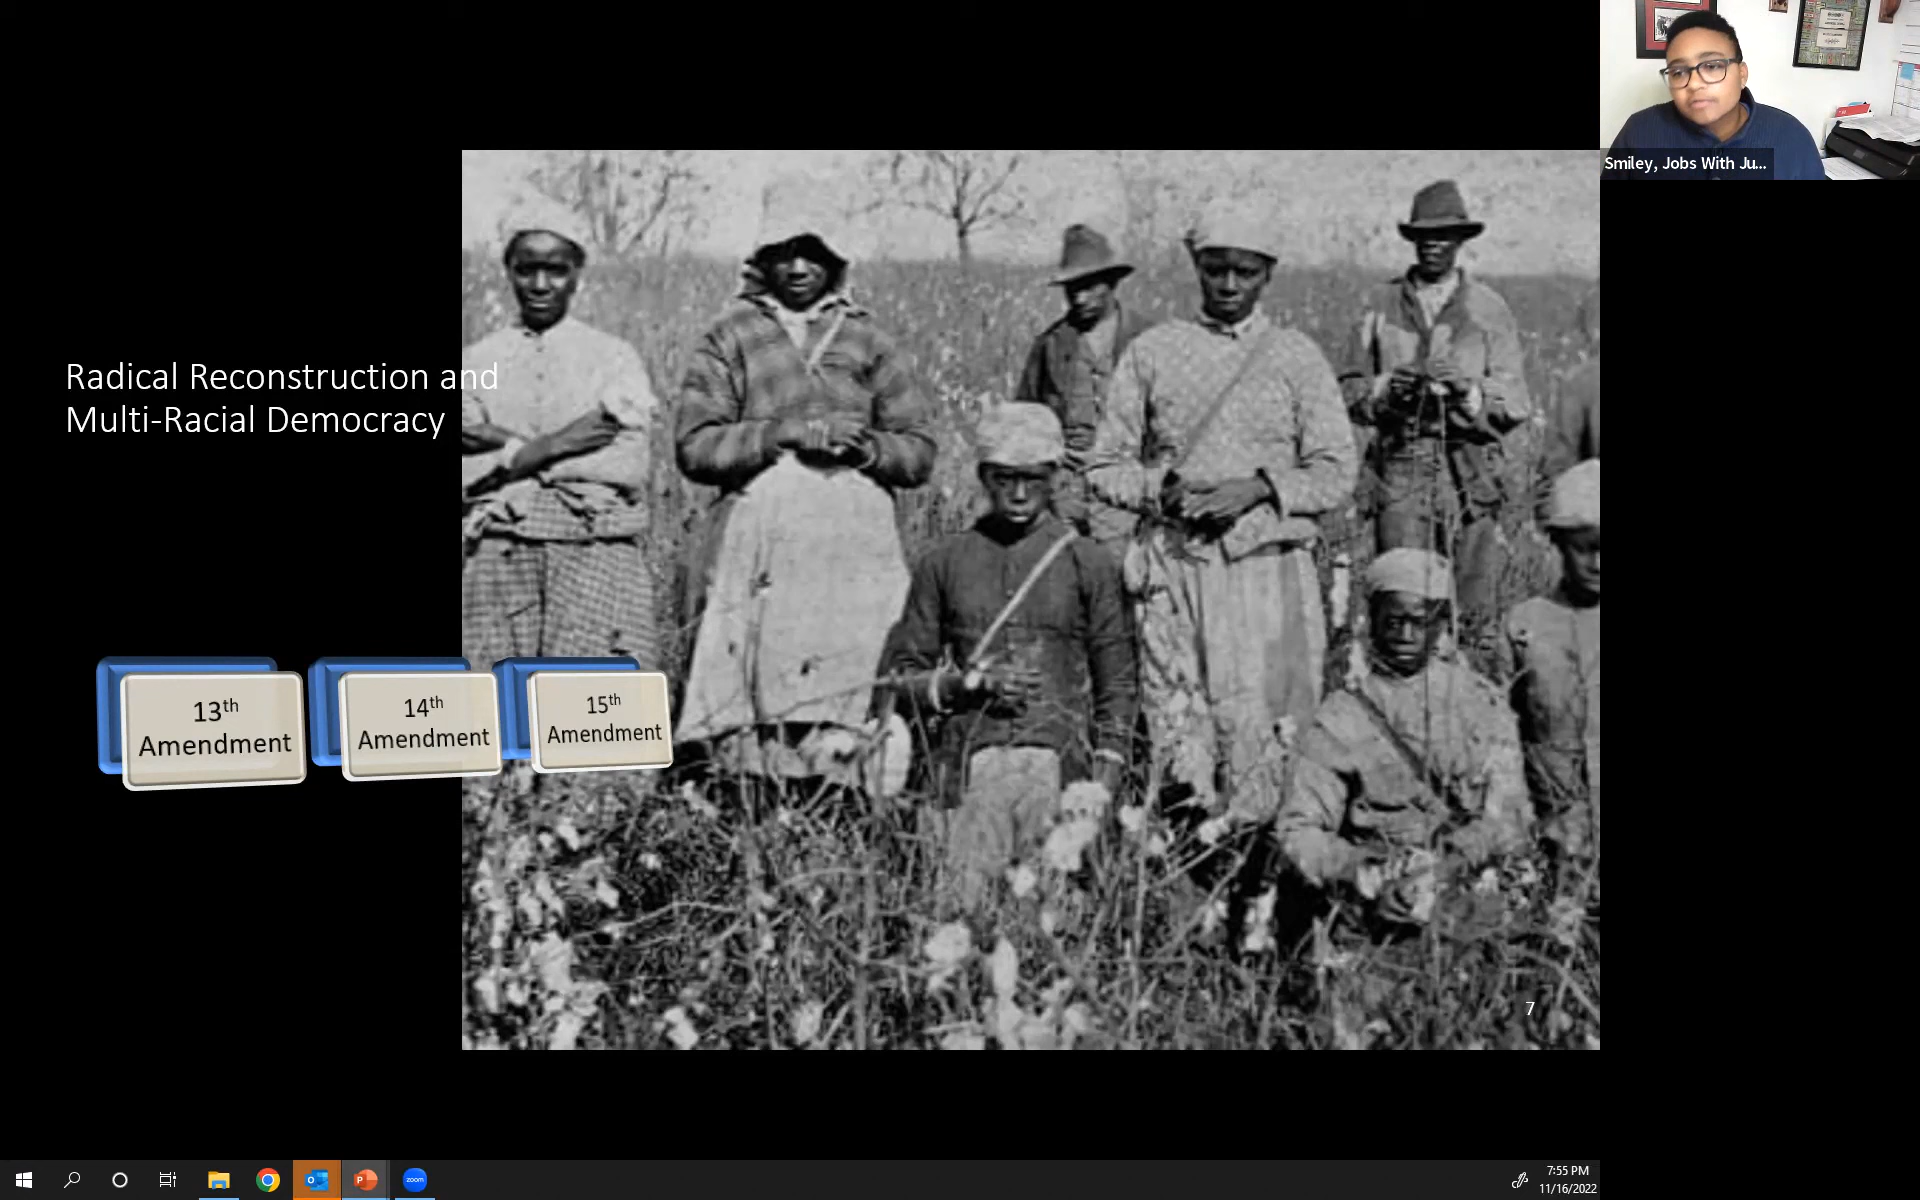 Smiley, Jobs With Ju...
Radical Reconstruction and
Multi-Racial Democracy
13th
Amendment
14th
Amendment
15th
Amendment
7
zoom
7:55 PM
11/16/2022